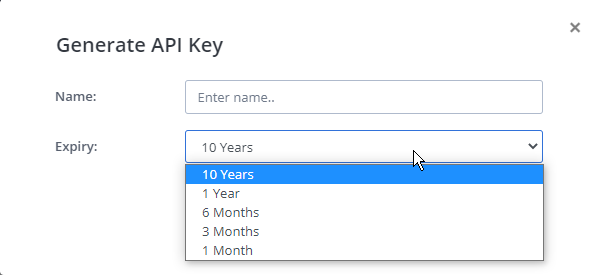 Generate API Key
Name:
Enter name..
Expiry:
10 Years
10 Years
1 Year
6 Months
3 Months
1 Month